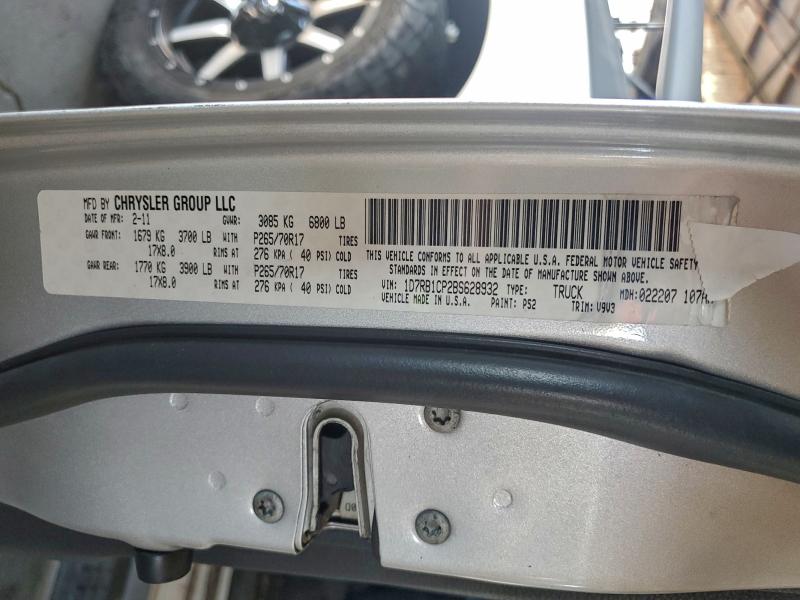 MFD BY CHRYSLER GROUP LLC
DATE OF MFR: 2-11 GVWR: 3085 KG 6800 LB
GAWR FRONT: 1679 KG 3700 LB WITH P265/70R17 TIRES
17X8.0 RIMS AT 276 KPA ( 40 PSI) COLD
GAWR REAR: 1770 KG 3900 LB WITH P265/70R17 TIRES
17X8.0 RIMS AT 276 KPA ( 40 PSI) COLD
THIS VEHICLE CONFORMS TO ALL APPLICABLE U.S.A. FEDERAL MOTOR VEHICLE SAFETY
STANDARDS IN EFFECT ON THE DATE OF MANUFACTURE SHOWN ABOVE.
VIN: 1D7RB1CP2BS628932 TYPE: TRUCK MDH: 022207
VEHICLE MADE IN U.S.A. PAINT: PS2 TRIM: V9V3